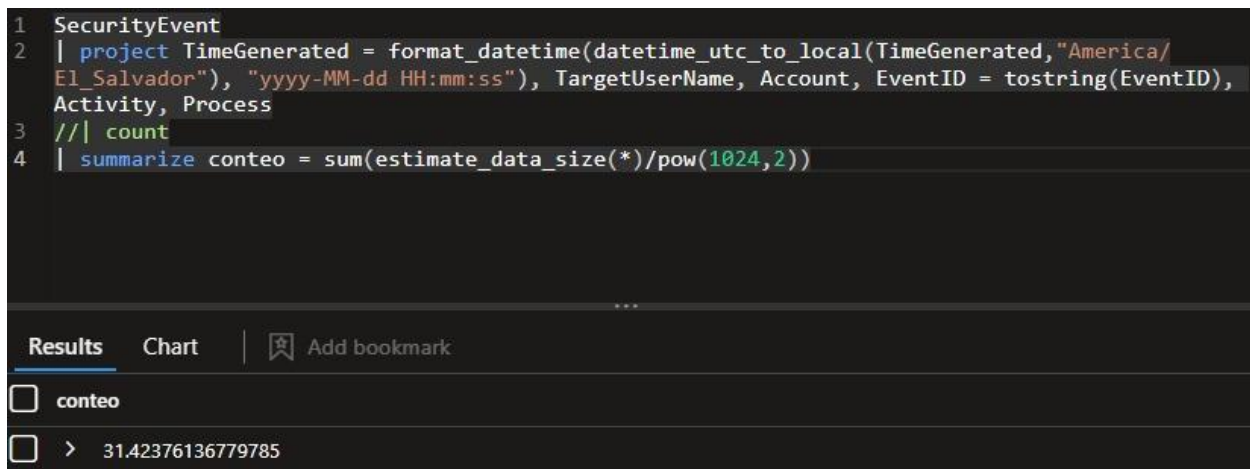 1 SecurityEvent
2 | project TimeGenerated = format_datetime(datetime_utc_to_local(TimeGenerated,"America/
El_Salvador"), "yyyy-MM-dd HH:mm:ss"), TargetUserName, Account, EventID = tostring(EventID),
Activity, Process
3 //| count
4 | summarize conteo = sum(estimate_data_size(*)/pow(1024,2))
Results Chart Add bookmark
conteo
31.42376136779785